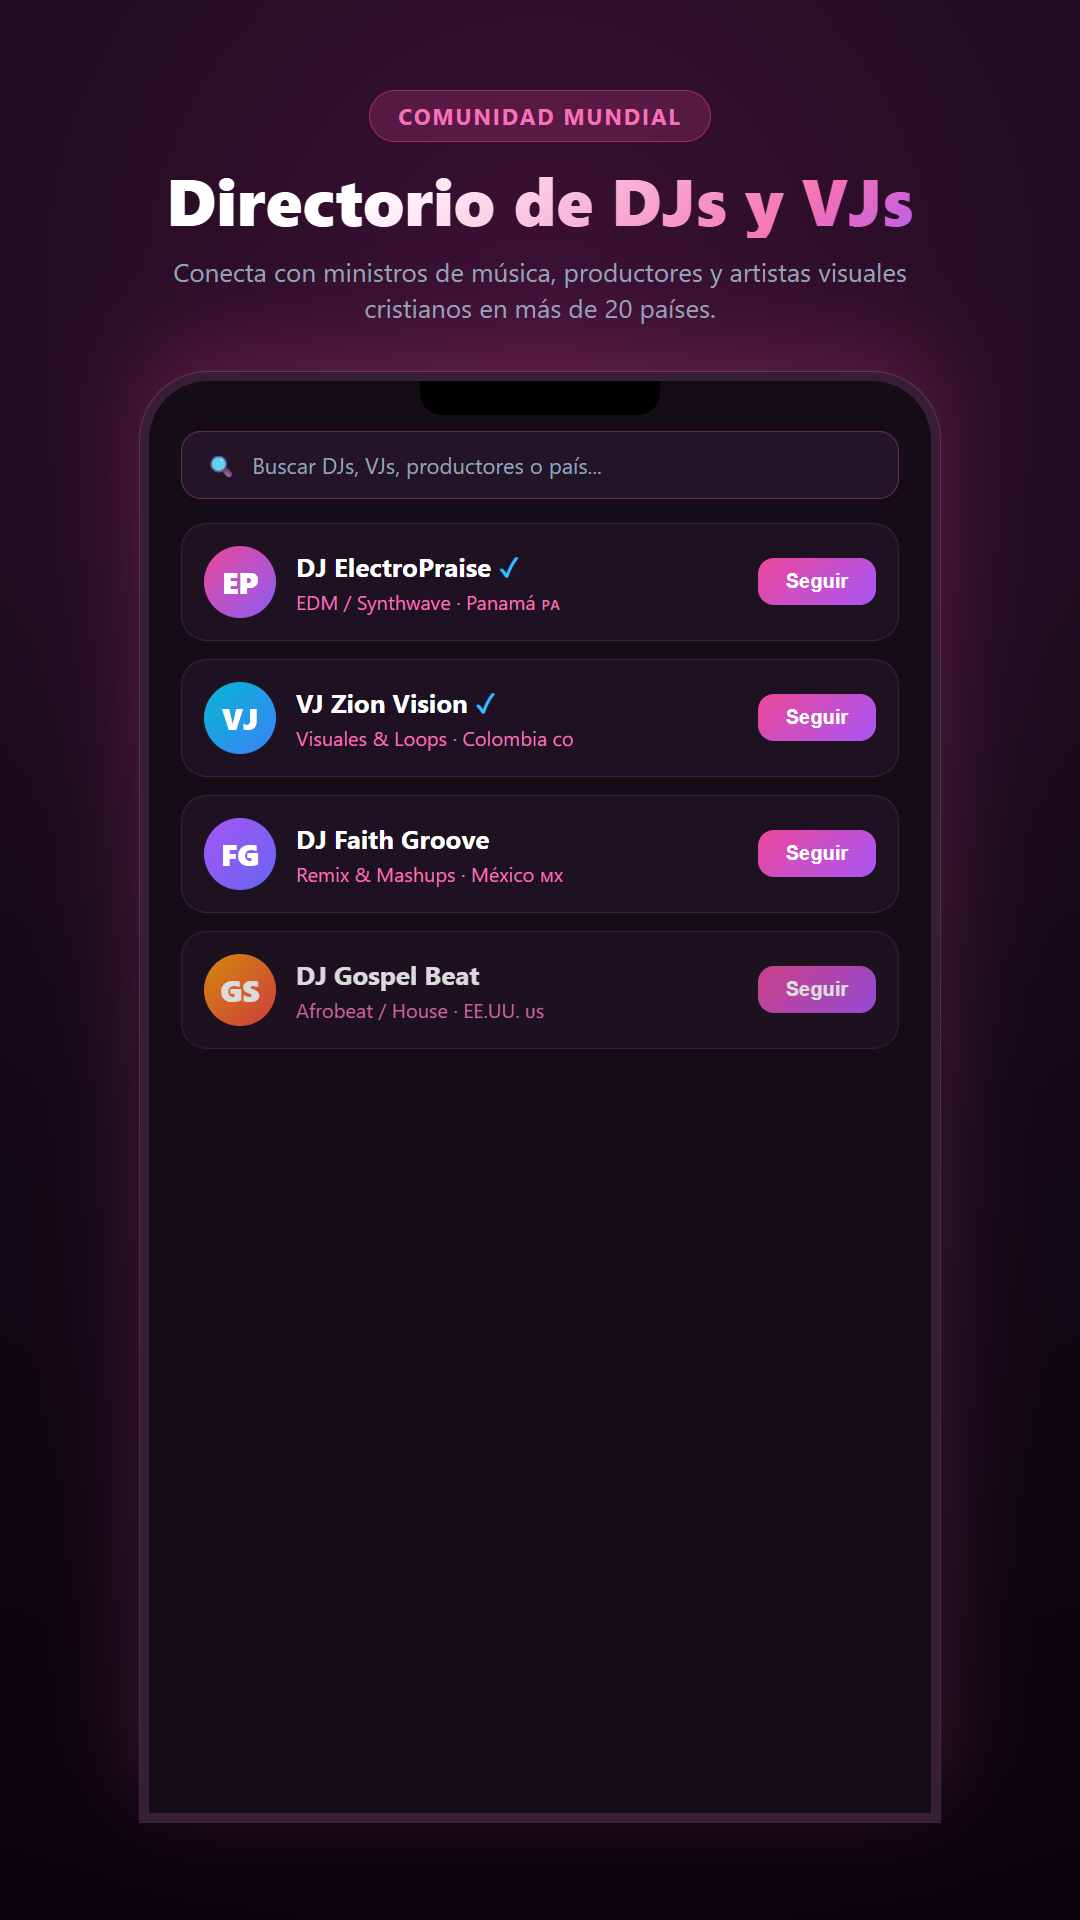 COMUNIDAD MUNDIAL
Directorio de DJs y VJs
Conecta con ministros de música, productores y artistas visuales
cristianos en más de 20 países.
🔍 Buscar DJs, VJs, productores o país...
EP
DJ ElectroPraise ✓
EDM / Synthwave · Panamá PA
Seguir
VJ
VJ Zion Vision ✓
Visuales & Loops · Colombia CO
Seguir
FG
DJ Faith Groove
Remix & Mashups · México MX
Seguir
GS
DJ Gospel Beat
Afrobeat / House · EE.UU. US
Seguir